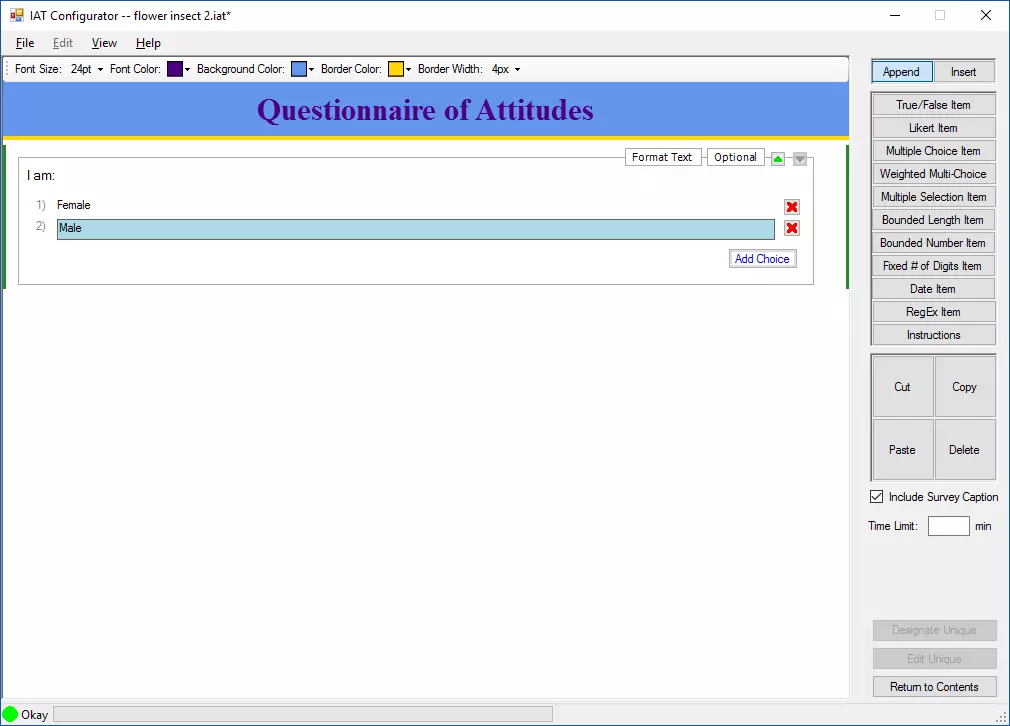 IAT Configurator -- flower insect 2.iat*
File Edit View Help
Font Size: 24pt Font Color: Background Color: Border Color: Border Width: 4px
Questionnaire of Attitudes
Format Text Optional
I am:
1) Female
2) Male
Add Choice
Append Insert
True/False Item
Likert Item
Multiple Choice Item
Weighted Multi-Choice
Multiple Selection Item
Bounded Length Item
Bounded Number Item
Fixed # of Digits Item
Date Item
RegEx Item
Instructions
Cut Copy
Paste Delete
Include Survey Caption
Time Limit: min
Designate Unique
Edit Unique
Return to Contents
Okay